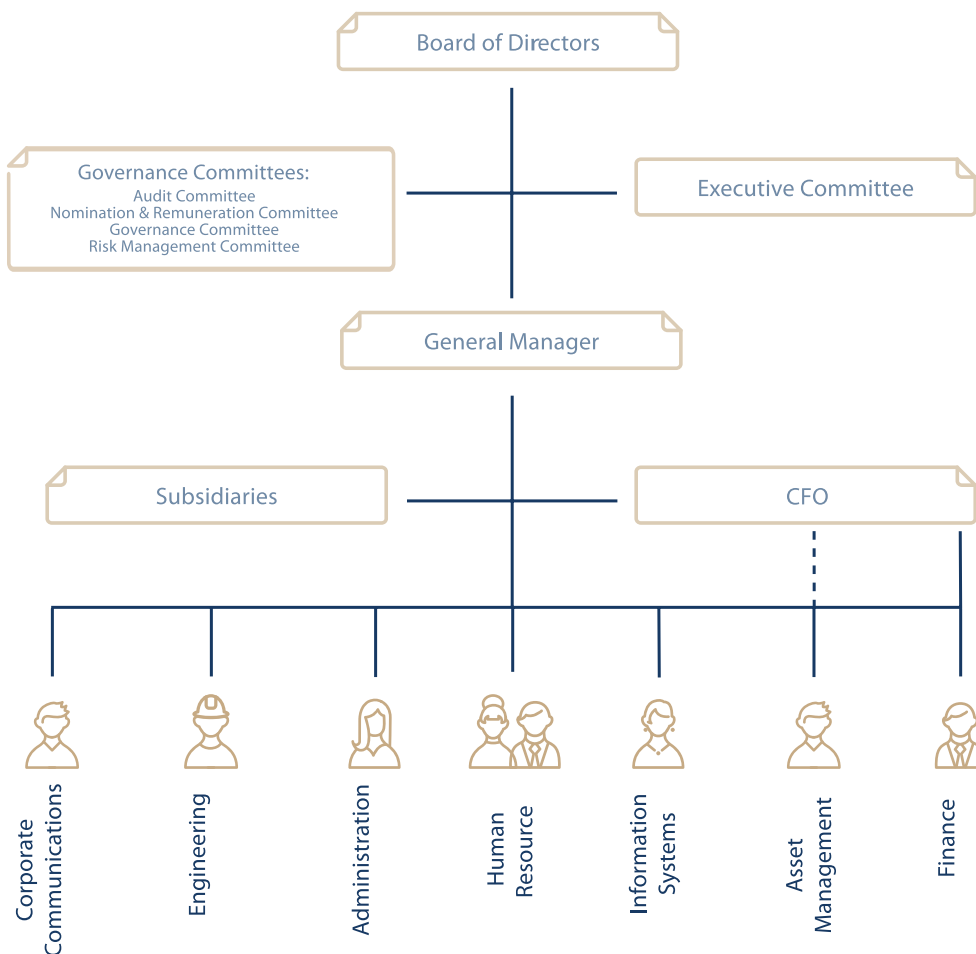 Board of Directors
Governance Committees:
Audit Committee
Nomination & Remuneration Committee
Governance Committee
Risk Management Committee
Executive Committee
General Manager
Subsidiaries
CFO
Corporate
Communications
Engineering
Administration
Human
Resource
Information
Systems
Asset
Management
Finance